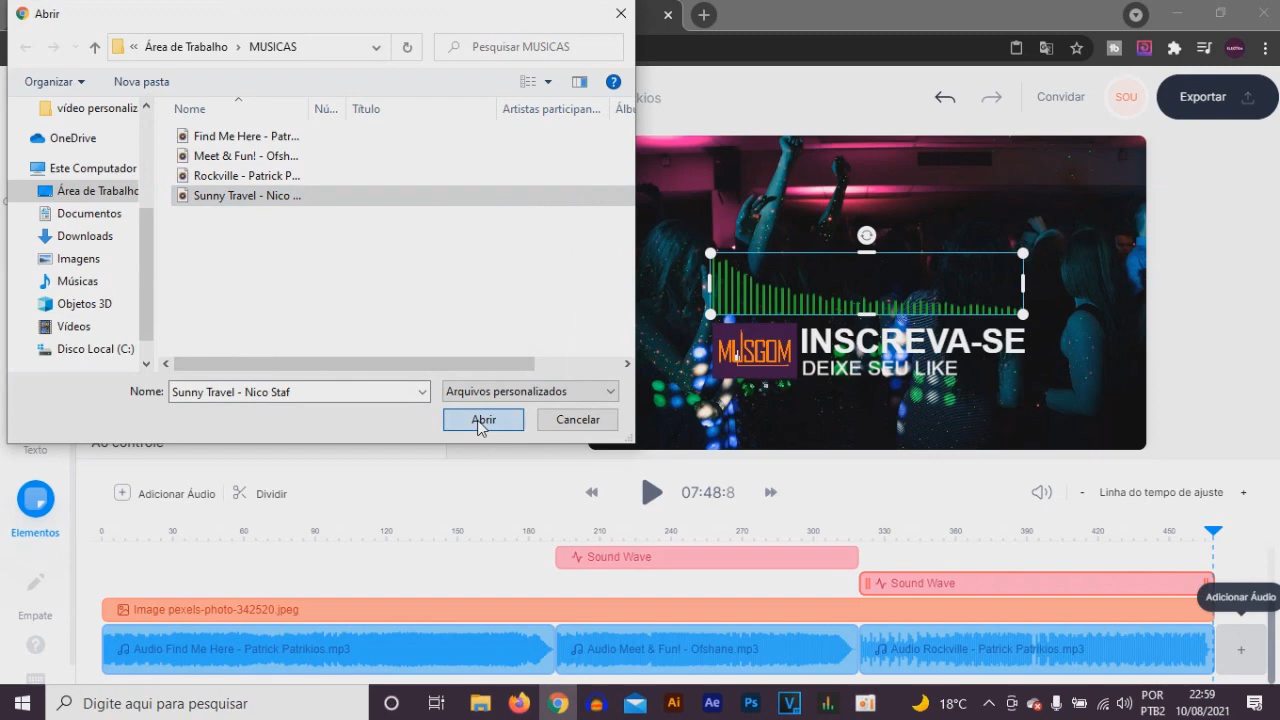 Abrir
Área de Trabalho
MUSICAS
Pesquisar MUSICAS
Organizar
Nova pasta
vídeo personaliz
OneDrive
Este Computador
Área de Trabalho
Documentos
Downloads
Imagens
Músicas
Objetos 3D
Vídeos
Disco Local (C:)
Nome
Nú...
Título
Artistas participan...
Álbu
Find Me Here - Patr...
Meet & Fun! - Ofsh...
Rockville - Patrick P...
Sunny Travel - Nico ...
Nome:
Sunny Travel - Nico Staf
Arquivos personalizados
Abrir
Cancelar
kios
Convidar
SOU
Exportar
MUSGOM
INSCREVA-SE
DEIXE SEU LIKE
Texto
Elementos
Empate
Adicionar Áudio
Dividir
07:48:8
- Linha do tempo de ajuste +
0 30 60 90 120 150 180 210 240 270 300 330 360 390 420 450
Sound Wave
Sound Wave
Adicionar Áudio
Image pexels-photo-342520.jpeg
Audio Find Me Here - Patrick Patrikios.mp3
Audio Meet & Fun! - Ofshane.mp3
Audio Rockville - Patrick Patrikios.mp3
+
Digite aqui para pesquisar
Ai
Ae
Ps
18°C
POR
PTB2
22:59
10/08/2021